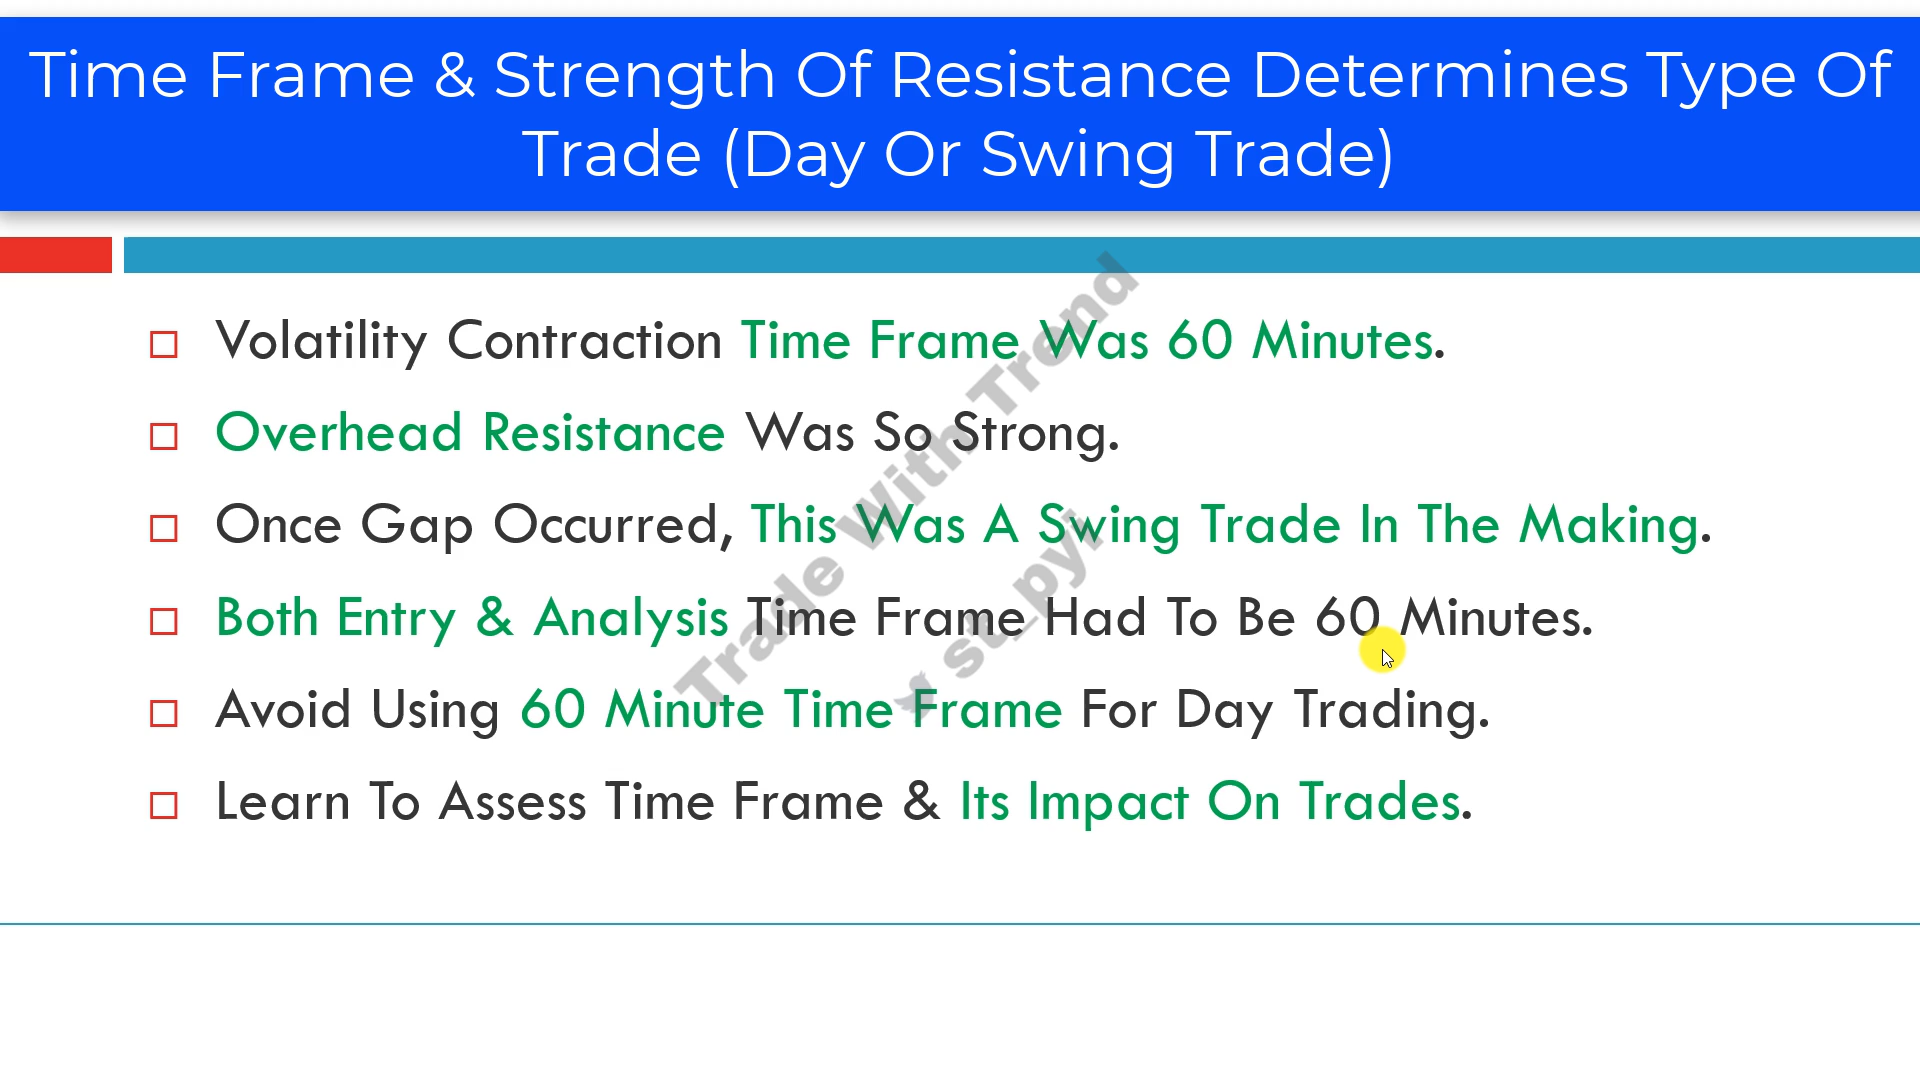 Time Frame & Strength Of Resistance Determines Type Of
Trade (Day Or Swing Trade)
Volatility Contraction Time Frame Was 60 Minutes.
Overhead Resistance Was So Strong.
Once Gap Occurred, This Was A Swing Trade In The Making.
Both Entry & Analysis Time Frame Had To Be 60 Minutes.
Avoid Using 60 Minute Time Frame For Day Trading.
Learn To Assess Time Frame & Its Impact On Trades.
Trade With Trend
st_pyi